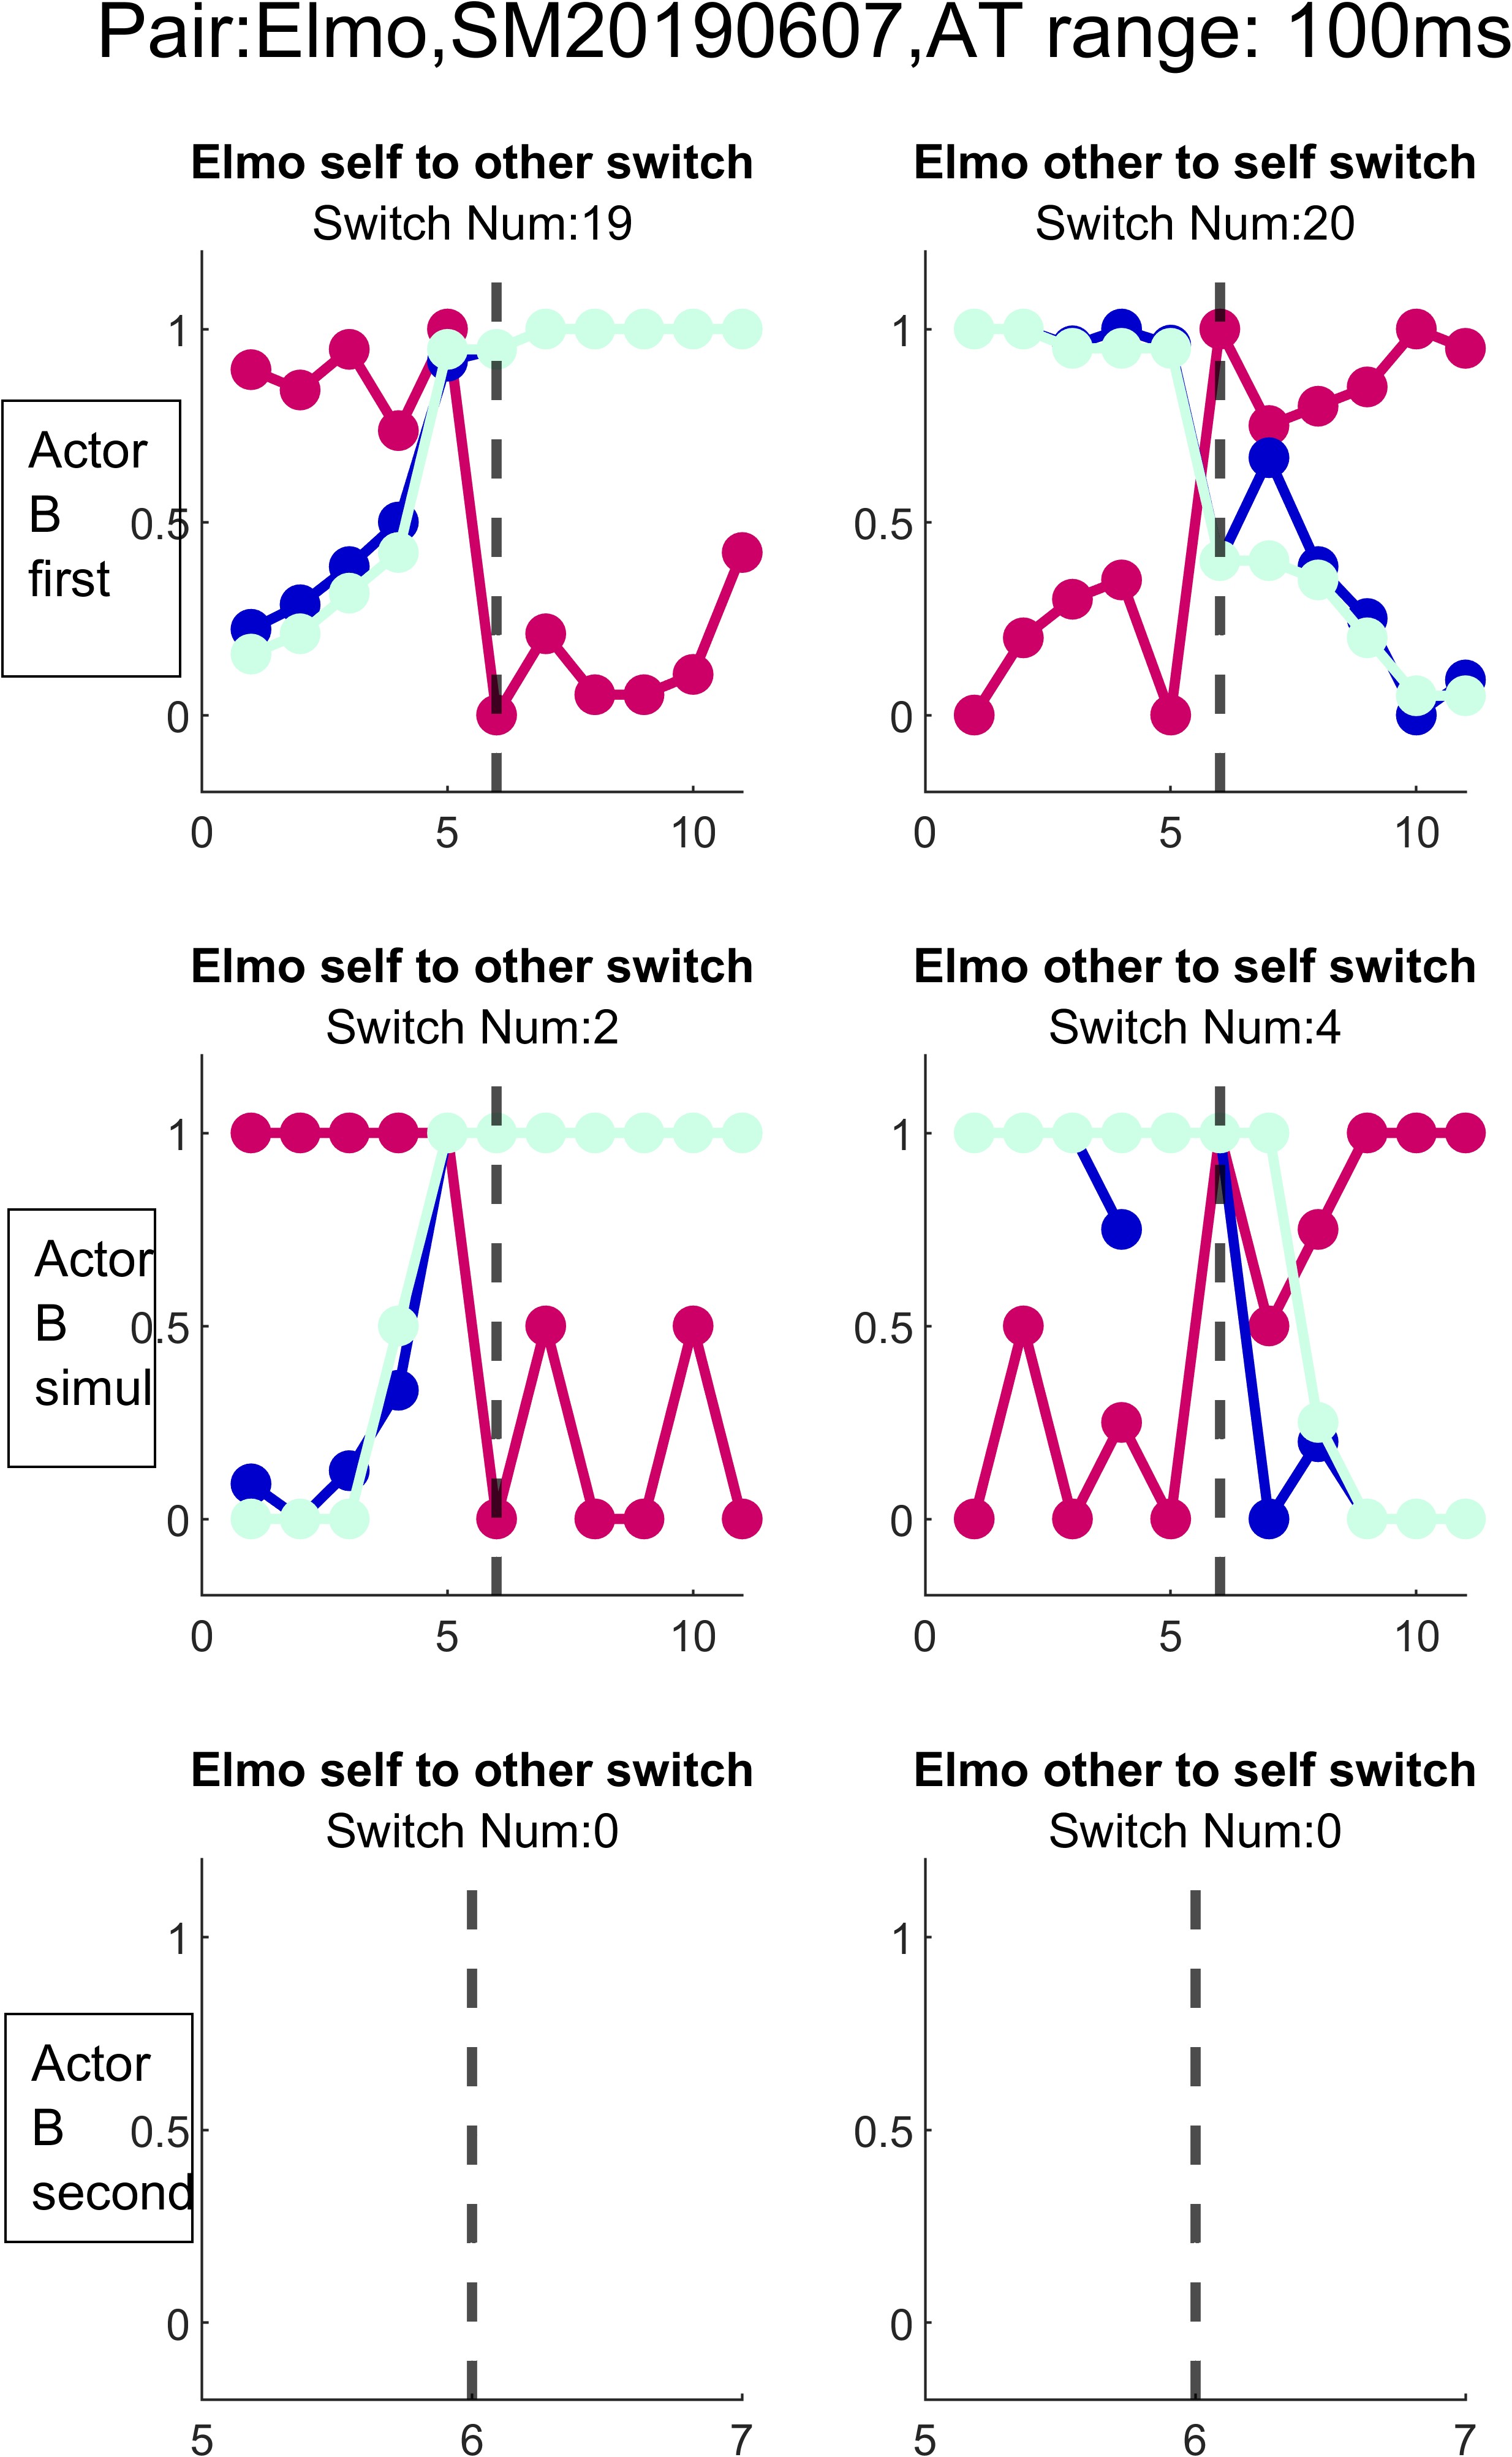 Pair:Elmo,SM20190607,AT range: 100ms
Elmo self to other switch
Switch Num:19
Elmo other to self switch
Switch Num:20
Actor
B
first
1
0.5
0
0
5
10
1
0.5
0
0
5
10
Elmo self to other switch
Switch Num:2
Elmo other to self switch
Switch Num:4
Actor
B
simul
1
0.5
0
0
5
10
1
0.5
0
0
5
10
Elmo self to other switch
Switch Num:0
Elmo other to self switch
Switch Num:0
Actor
B
second
1
0.5
0
5
6
7
1
0.5
0
5
6
7